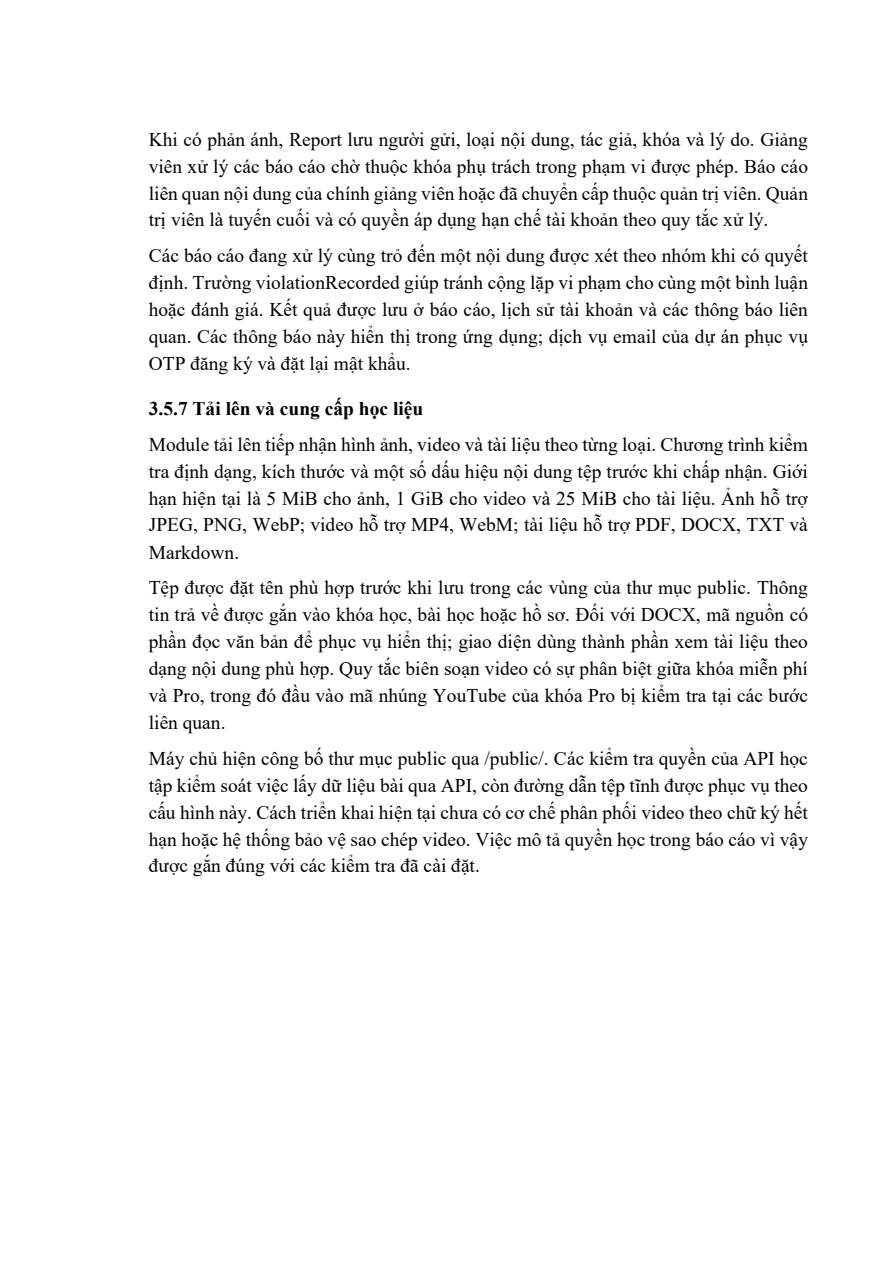 Khi có phản ánh, Report lưu người gửi, loại nội dung, tác giả, khóa và lý do. Giảng
viên xử lý các báo cáo chờ thuộc khóa phụ trách trong phạm vi được phép. Báo cáo
liên quan nội dung của chính giảng viên hoặc đã chuyển cấp thuộc quản trị viên. Quản
trị viên là tuyến cuối và có quyền áp dụng hạn chế tài khoản theo quy tắc xử lý.
Các báo cáo đang xử lý cùng trỏ đến một nội dung được xét theo nhóm khi có quyết
định. Trường violationRecorded giúp tránh cộng lặp vi phạm cho cùng một bình luận
hoặc đánh giá. Kết quả được lưu ở báo cáo, lịch sử tài khoản và các thông báo liên
quan. Các thông báo này hiển thị trong ứng dụng; dịch vụ email của dự án phục vụ
OTP đăng ký và đặt lại mật khẩu.
3.5.7 Tải lên và cung cấp học liệu
Module tải lên tiếp nhận hình ảnh, video và tài liệu theo từng loại. Chương trình kiểm
tra định dạng, kích thước và một số dấu hiệu nội dung tệp trước khi chấp nhận. Giới
hạn hiện tại là 5 MiB cho ảnh, 1 GiB cho video và 25 MiB cho tài liệu. Ảnh hỗ trợ
JPEG, PNG, WebP; video hỗ trợ MP4, WebM; tài liệu hỗ trợ PDF, DOCX, TXT và
Markdown.
Tệp được đặt tên phù hợp trước khi lưu trong các vùng của thư mục public. Thông
tin trả về được gắn vào khóa học, bài học hoặc hồ sơ. Đối với DOCX, mã nguồn có
phần đọc văn bản để phục vụ hiển thị; giao diện dùng thành phần xem tài liệu theo
dạng nội dung phù hợp. Quy tắc biên soạn video có sự phân biệt giữa khóa miễn phí
và Pro, trong đó đầu vào mã nhúng YouTube của khóa Pro bị kiểm tra tại các bước
liên quan.
Máy chủ hiện công bố thư mục public qua /public/. Các kiểm tra quyền của API học
tập kiểm soát việc lấy dữ liệu bài qua API, còn đường dẫn tệp tĩnh được phục vụ theo
cấu hình này. Cách triển khai hiện tại chưa có cơ chế phân phối video theo chữ ký hết
hạn hoặc hệ thống bảo vệ sao chép video. Việc mô tả quyền học trong báo cáo vì vậy
được gắn đúng với các kiểm tra đã cài đặt.